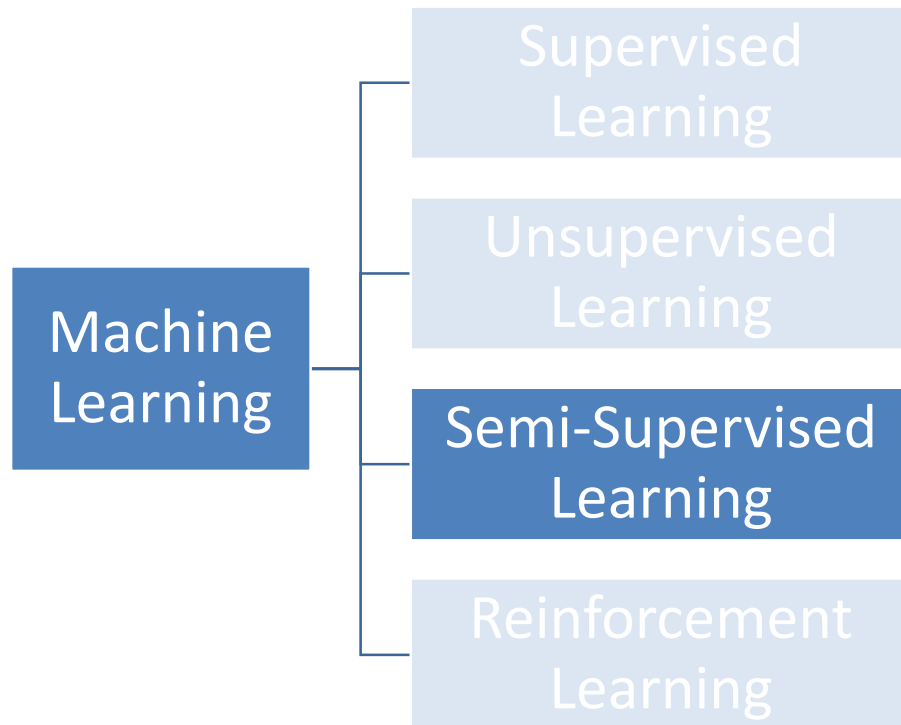 Machine
Learning
Supervised
Learning
Unsupervised
Learning
Semi-Supervised
Learning
Reinforcement
Learning